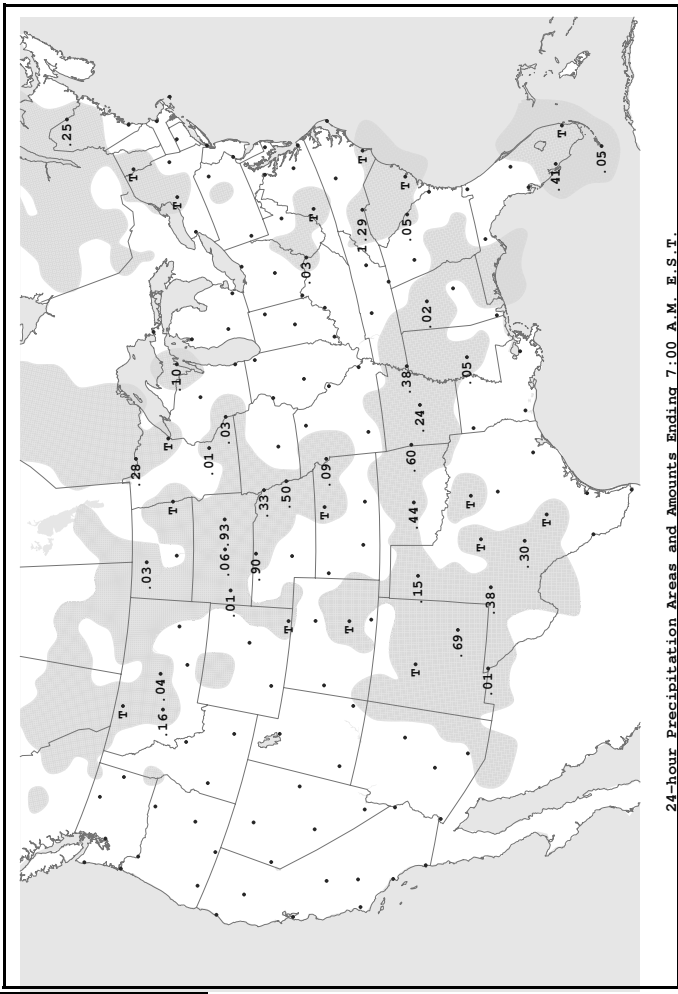 .25
T
T
.28
.03
.04
.16
T
T
.10
T
.01
.03
.06 .93
.01
.90
.33
.50
T
.03
T
T
.09
T
1.29
T
T
.05
.38
.60
.44
T
.15
.24
.02
.69
.05
T
T
.01
.38
.30
T
.41
T
.05
24-hour Precipitation Areas and Amounts Ending 7:00 A.M. E.S.T.